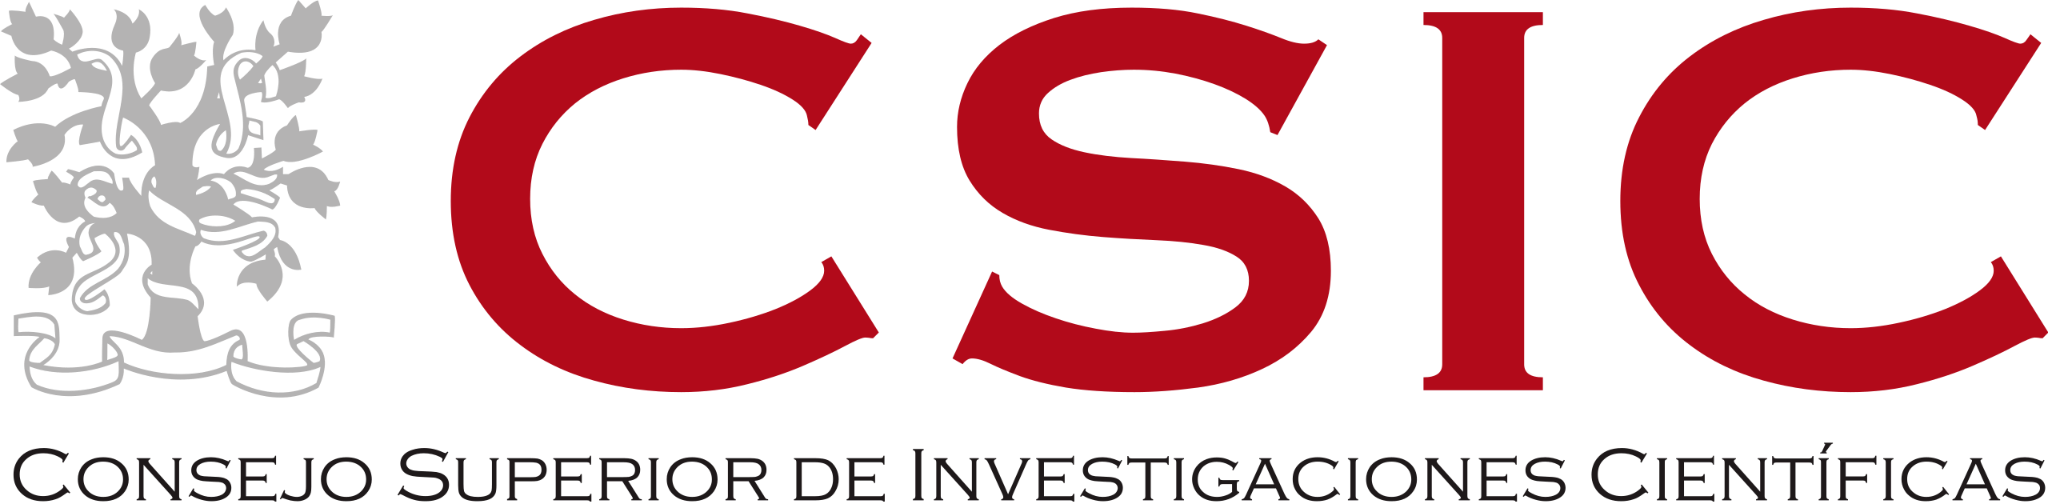 CSIC
Consejo Superior de Investigaciones Científicas